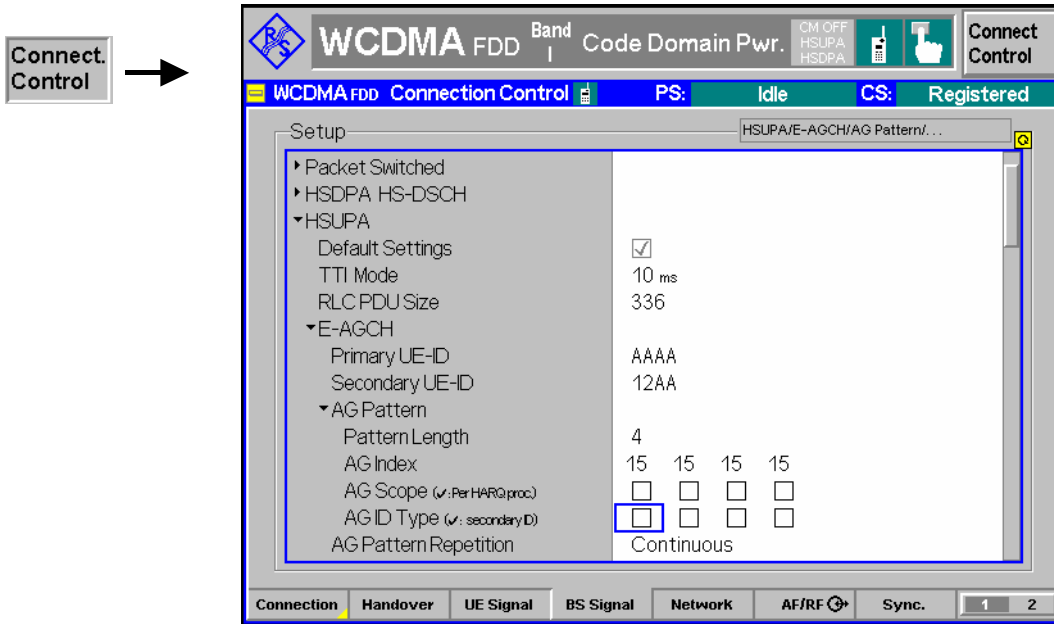 Connect.
Control
R S
WCDMA FDD Band I Code Domain Pwr.
CM OFF
HSUPA
HSDPA
Connect
Control
WCDMA FDD Connection Control PS: Idle CS: Registered
Setup
HSUPA/E-AGCH/AG Pattern/...
Packet Switched
HSDPA HS-DSCH
HSUPA
Default Settings
TTI Mode 10 ms
RLC PDU Size 336
E-AGCH
Primary UE-ID AAAA
Secondary UE-ID 12AA
AG Pattern
Pattern Length 4
AG Index 15 15 15 15
AG Scope (✓:Per HARQ proc.)
AG ID Type (✓: secondary ID)
AG Pattern Repetition Continuous
Connection Handover UE Signal BS Signal Network AF/RF Sync. 1 2